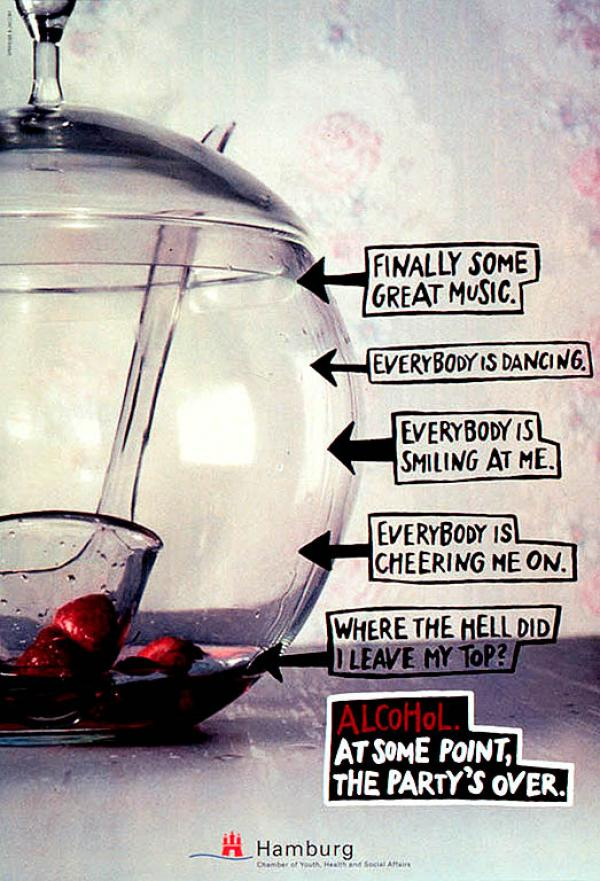 FINALLY SOME
GREAT MUSIC.
EVERYBODY IS DANCING.
EVERYBODY IS
SMILING AT ME.
EVERYBODY IS
CHEERING ME ON.
WHERE THE HELL DID
I LEAVE MY TOP?
ALCOHOL.
AT SOME POINT,
THE PARTY'S OVER.
Hamburg
Chamber of Youth, Health and Social Affairs